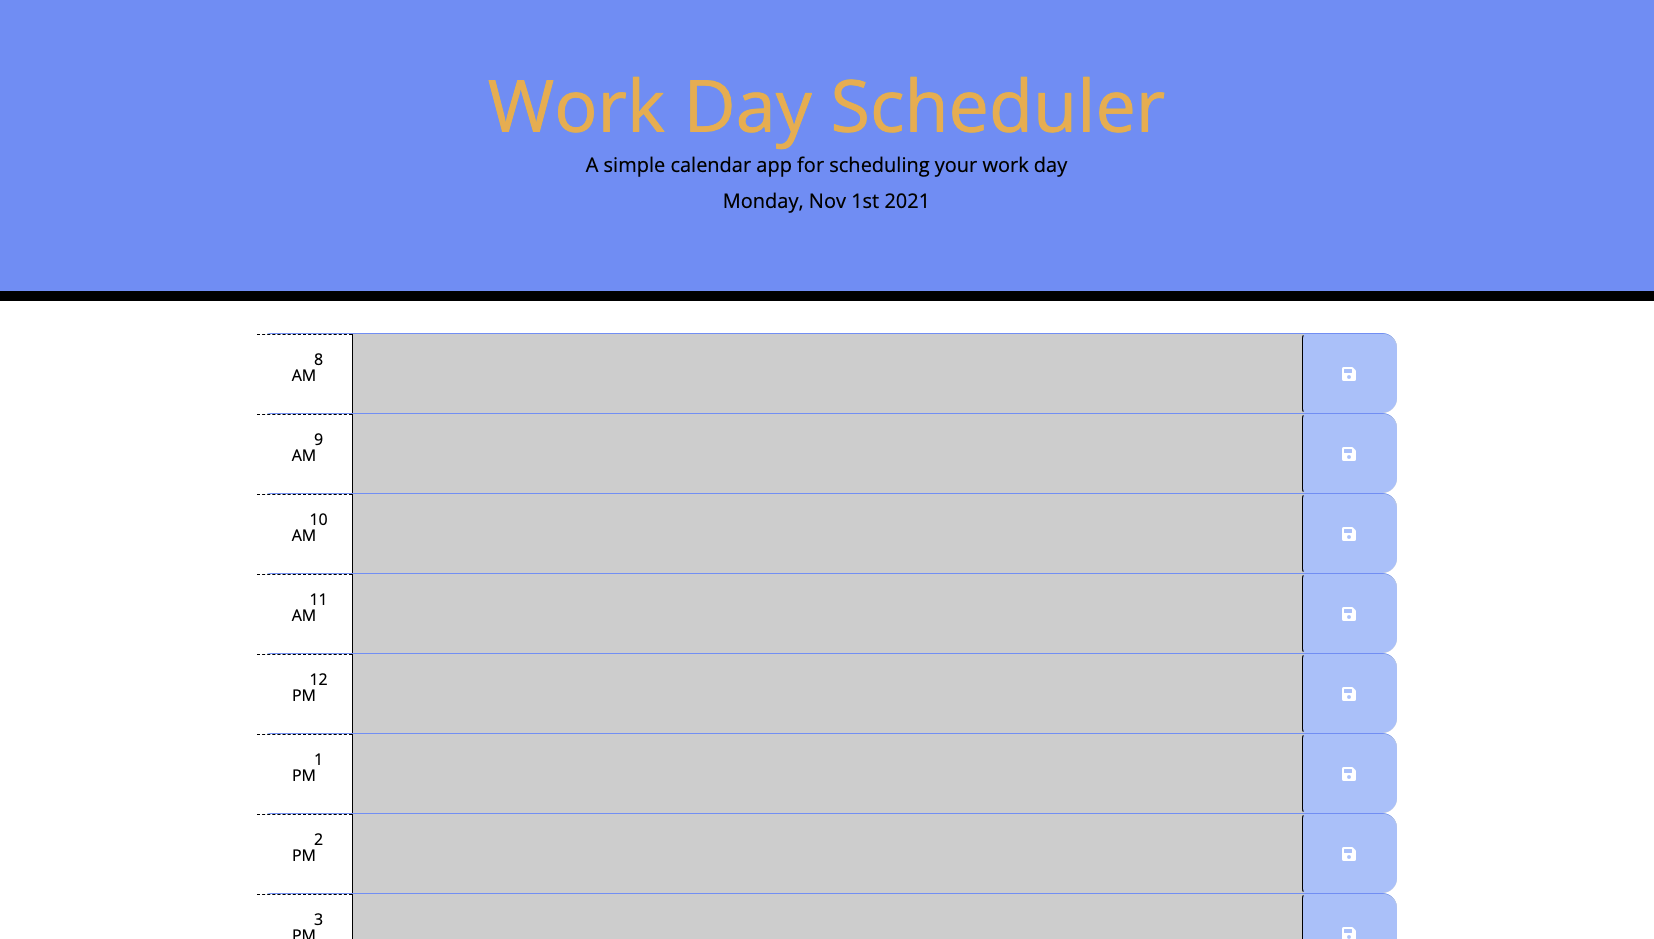 Work Day Scheduler
A simple calendar app for scheduling your work day
Monday, Nov 1st 2021
8
AM
9
AM
10
AM
11
AM
12
PM
1
PM
2
PM
3
PM